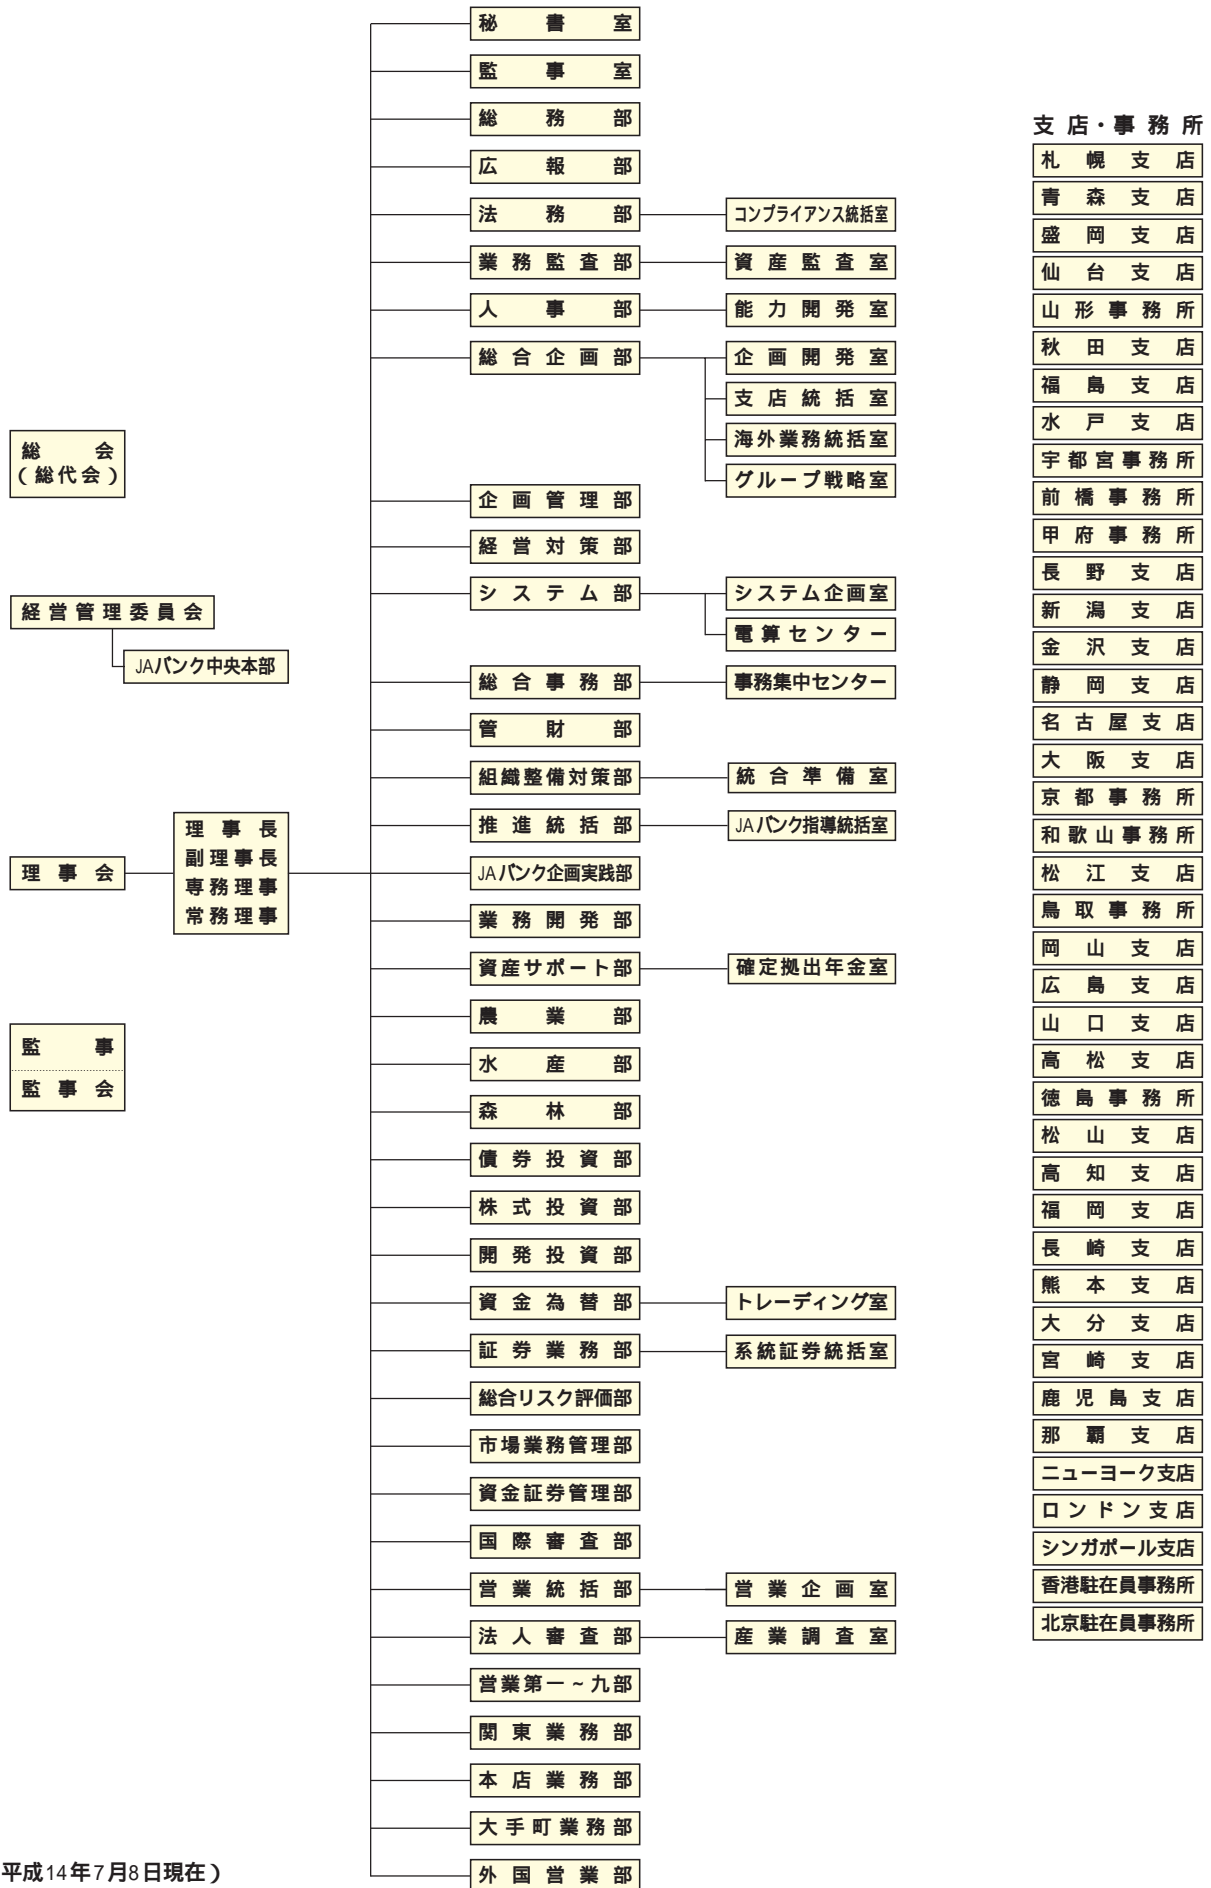 総会
(総代会)
経営管理委員会
JAバンク中央本部
理事会
理事長
副理事長
専務理事
常務理事
監事
監事会
秘書室
監事室
総務部
広報部
法務部
コンプライアンス統括室
業務監査部
資産監査室
人事部
能力開発室
総合企画部
企画開発室
支店統括室
海外業務統括室
グループ戦略室
企画管理部
経営対策部
システム部
システム企画室
電算センター
総合事務部
事務集中センター
管財部
組織整備対策部
統合準備室
推進統括部
JAバンク指導統括室
JAバンク企画実践部
業務開発部
資産サポート部
確定拠出年金室
農業部
水産部
森林部
債券投資部
株式投資部
開発投資部
資金為替部
トレーディング室
証券業務部
系統証券統括室
総合リスク評価部
市場業務管理部
資金証券管理部
国際審査部
営業統括部
営業企画室
法人審査部
産業調査室
営業第一~九部
関東業務部
本店業務部
大手町業務部
外国営業部
支店・事務所
札幌支店
青森支店
盛岡支店
仙台支店
山形事務所
秋田支店
福島支店
水戸支店
宇都宮事務所
前橋事務所
甲府事務所
長野支店
新潟支店
金沢支店
静岡支店
名古屋支店
大阪支店
京都事務所
和歌山事務所
松江支店
鳥取事務所
岡山支店
広島支店
山口支店
高松支店
徳島事務所
松山支店
高知支店
福岡支店
長崎支店
熊本支店
大分支店
宮崎支店
鹿児島支店
那覇支店
ニューヨーク支店
ロンドン支店
シンガポール支店
香港駐在員事務所
北京駐在員事務所
平成14年7月8日現在)